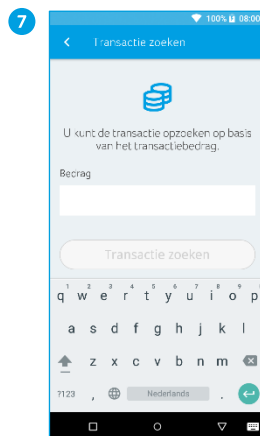 7
100% 08:00
Transactie zoeken
U kunt de transactie opzoeken op basis
van het transactiebedrag.
Bedrag
Transactie zoeken
1 2 3 4 5 6 7 8 9 0
q w e r t y u i o p
a s d f g h j k l
z x c v b n m
?123 , Nederlands .